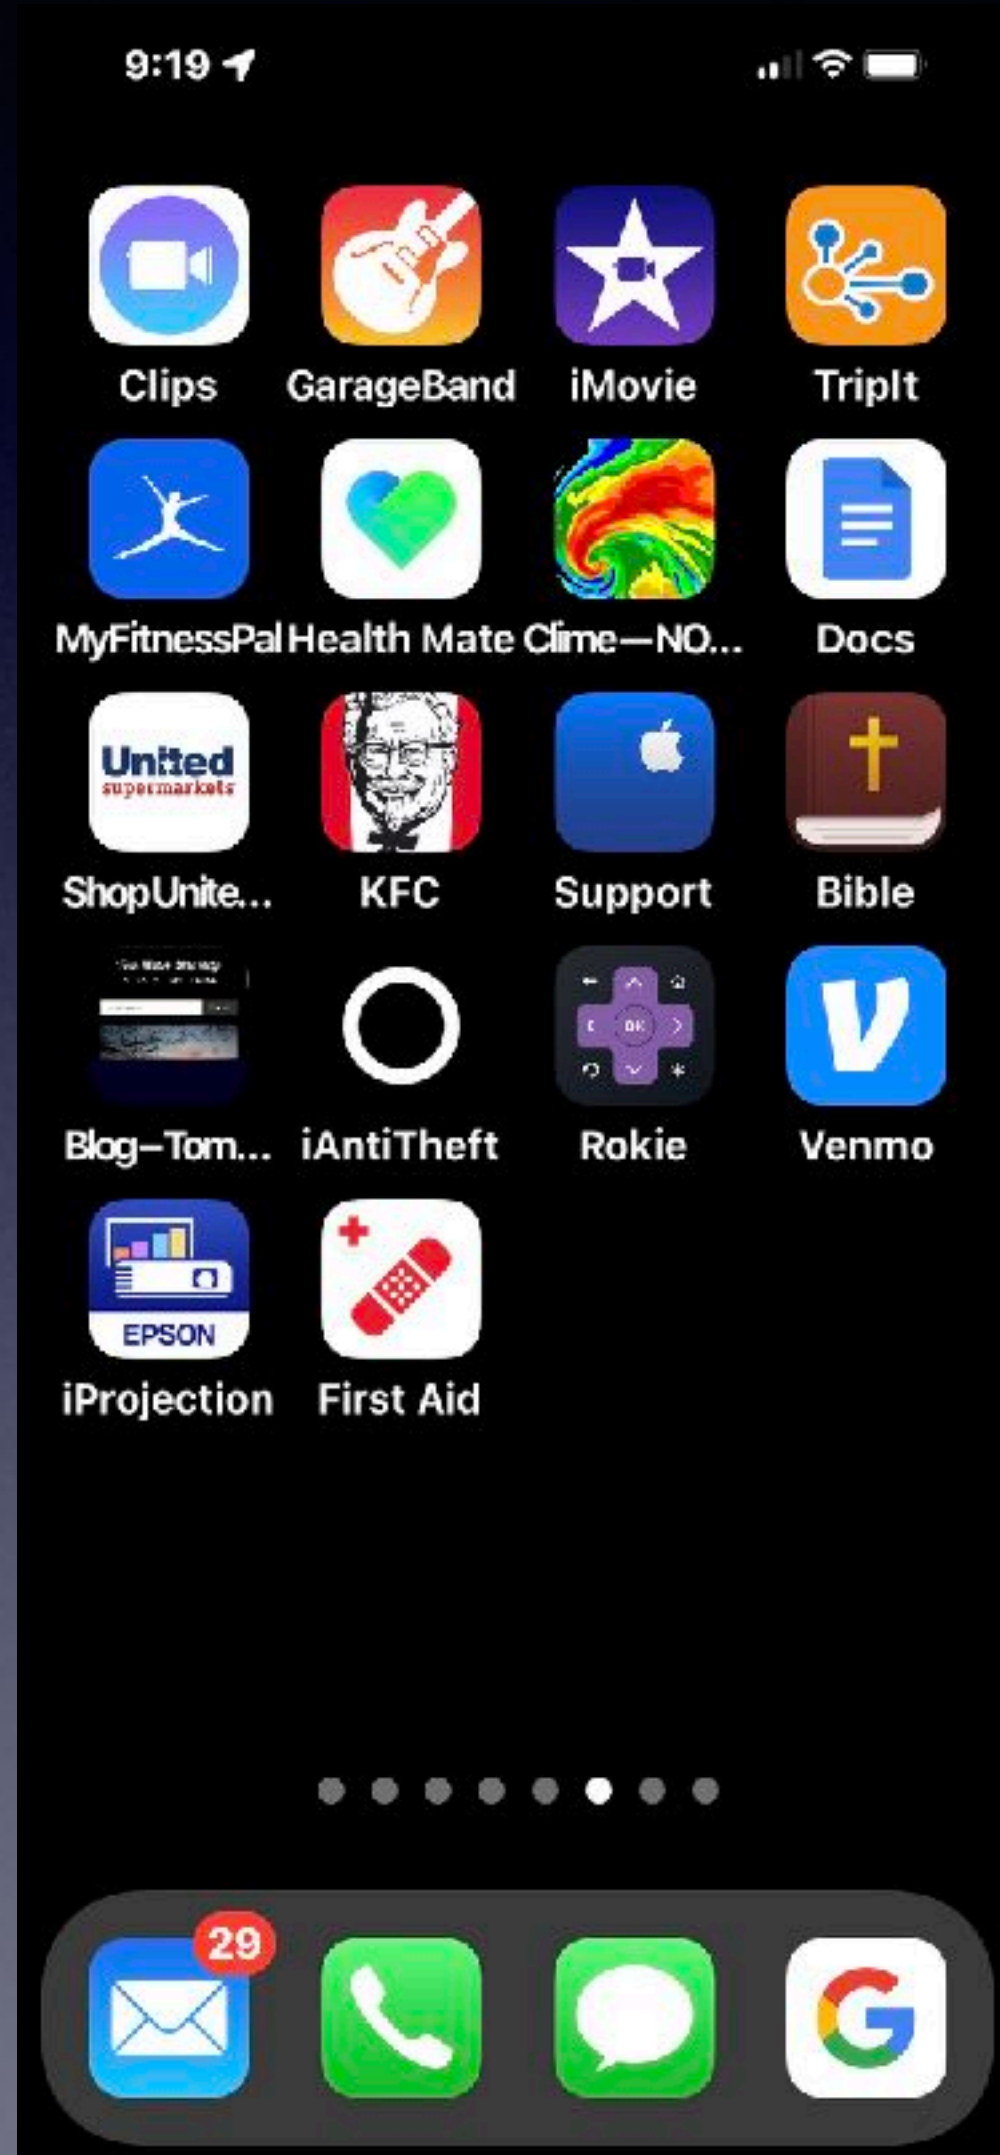 9:19
Clips GarageBand iMovie TripIt
MyFitnessPal Health Mate Clime—NO...
Docs
United
supermarkets
ShopUnite... KFC Support Bible
OK
Blog–Tom... iAntiTheft Rokie Venmo
EPSON
iProjection First Aid
29
G